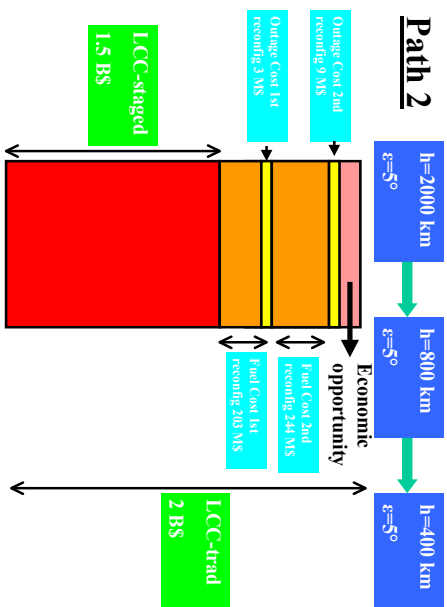 Path 2
h=2000 km
ε=5°
h=800 km
ε=5°
h=400 km
ε=5°
Outage Cost 1st
reconfig 3 M$
Outage Cost 2nd
reconfig 9 M$
LCC-staged
1.5 B$
Economic
opportunity
Fuel Cost 2nd
reconfig 244 M$
Fuel Cost 1st
reconfig 203 M$
LCC-trad
2 B$